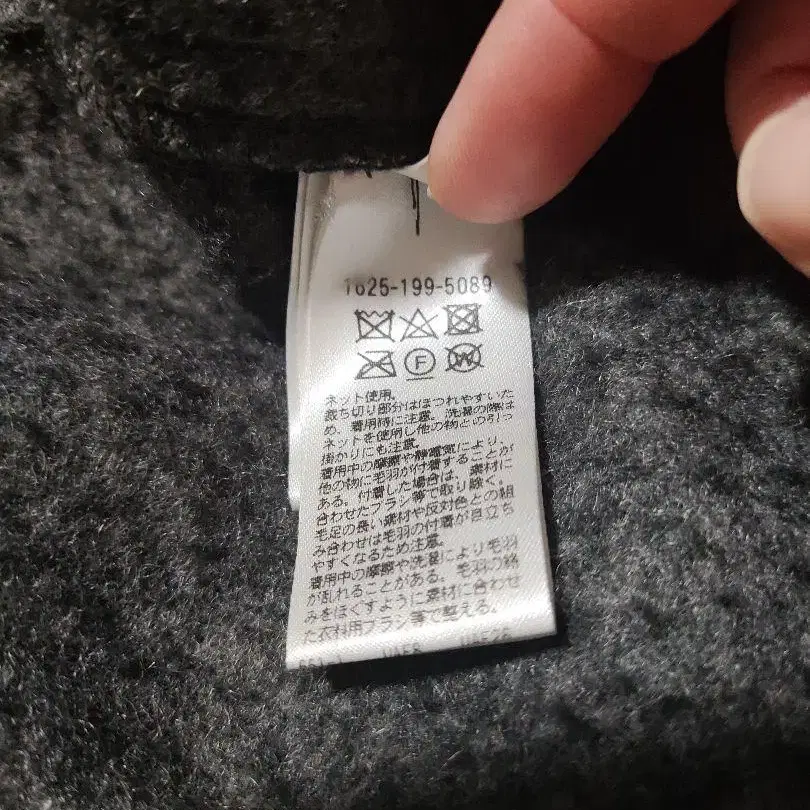 1625-199-5089
F W
ネット使用。
裁ち切り部分はほつれやすいた
め、着用時に注意。洗濯の際は
ネットを使用し他の物との引っ
掛かりにも注意。
着用中の摩擦や静電気により、
他の物に毛羽が付着することが
ある。付着した場合は、素材に
合わせたブラシ等で取り除く。
毛足の長い素材や反対色との組
み合わせは毛羽の付着が目立ち
やすくなるため注意。
着用中の摩擦や洗濯により毛羽
が乱れることがある。毛羽の絡
みをほぐすように素材に合わせ
た衣料用ブラシ等で整える。